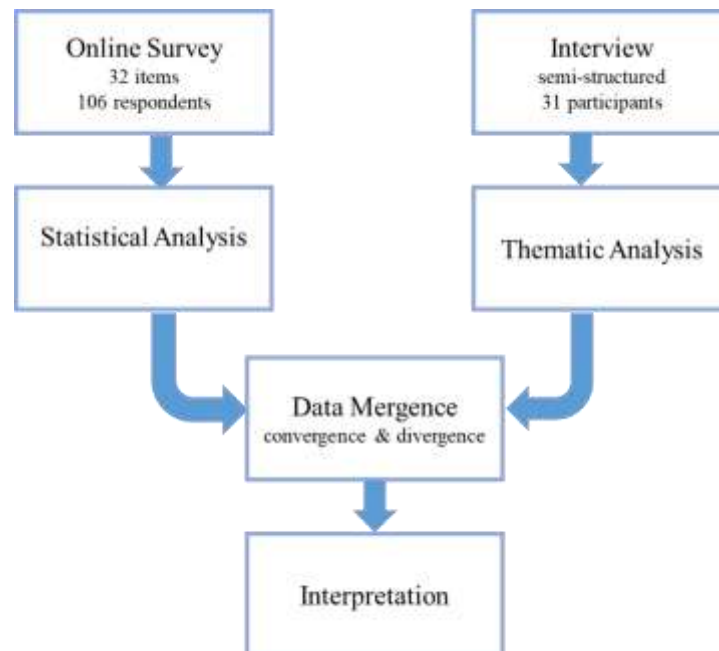 Online Survey
32 items
106 respondents
Interview
semi-structured
31 participants
Statistical Analysis
Thematic Analysis
Data Mergence
convergence & divergence
Interpretation